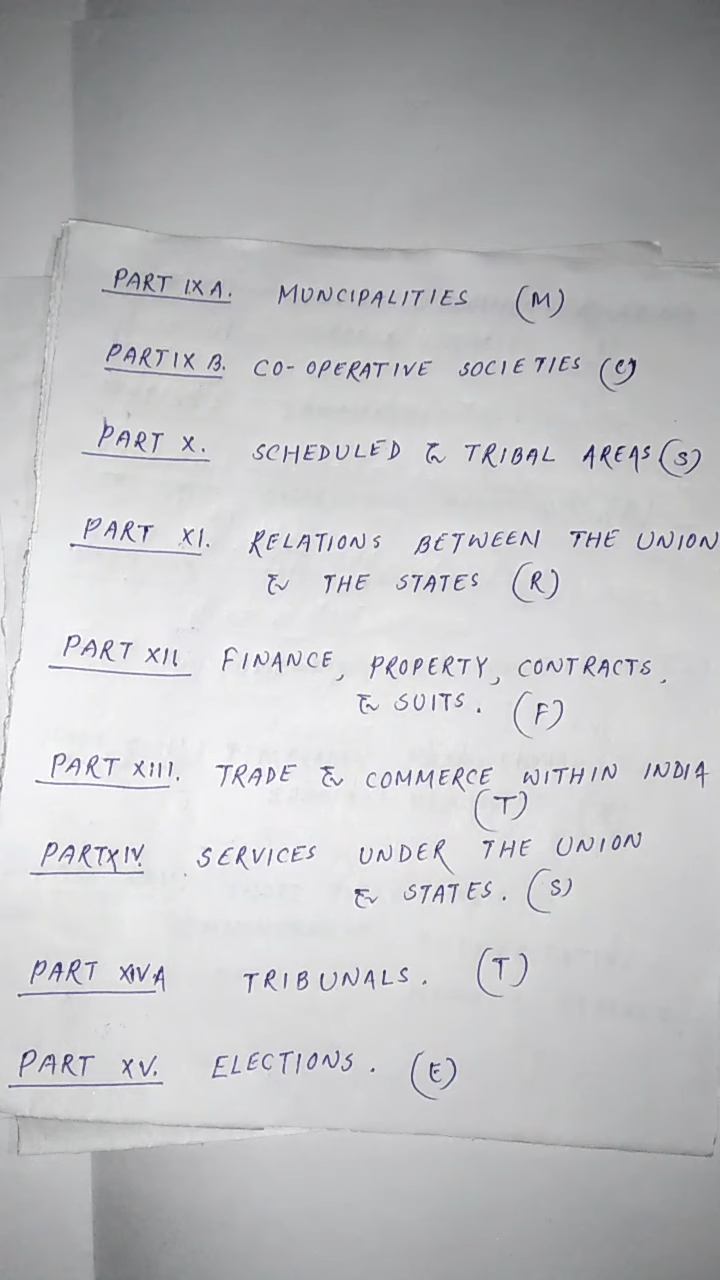 PART IX A. MUNCIPALITIES (M)
PART IX B. CO-OPERATIVE SOCIETIES (C)
PART X. SCHEDULED & TRIBAL AREAS (S)
PART XI. RELATIONS BETWEEN THE UNION
& THE STATES (R)
PART XII FINANCE, PROPERTY, CONTRACTS,
& SUITS. (F)
PART XIII. TRADE & COMMERCE WITHIN INDIA
(T)
PART XIV. SERVICES UNDER THE UNION
& STATES. (S)
PART XIVA TRIBUNALS. (T)
PART XV. ELECTIONS. (E)